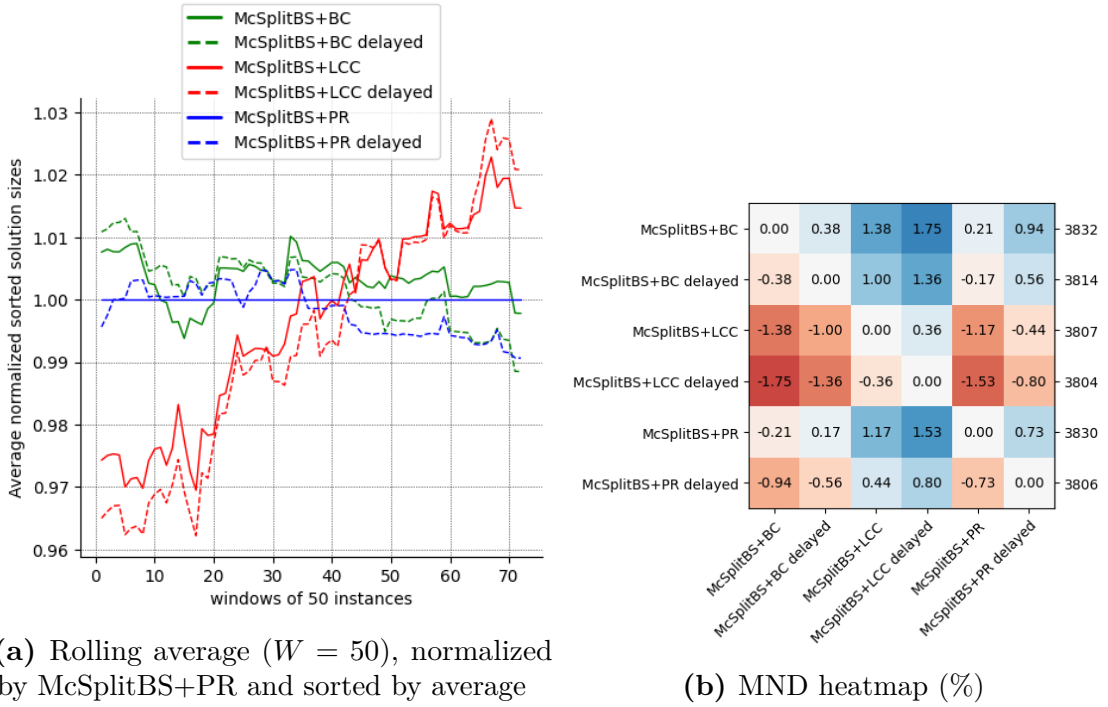 McSplitBS+BC
McSplitBS+BC delayed
McSplitBS+LCC
McSplitBS+LCC delayed
McSplitBS+PR
McSplitBS+PR delayed
Average normalized sorted solution sizes
1.03
1.02
1.01
1.00
0.99
0.98
0.97
0.96
0 10 20 30 40 50 60 70
windows of 50 instances
(a) Rolling average (W = 50), normalized
by McSplitBS+PR and sorted by average
McSplitBS+BC 0.00 0.38 1.38 1.75 0.21 0.94 3832
McSplitBS+BC delayed -0.38 0.00 1.00 1.36 -0.17 0.56 3814
McSplitBS+LCC -1.38 -1.00 0.00 0.36 -1.17 -0.44 3807
McSplitBS+LCC delayed -1.75 -1.36 -0.36 0.00 -1.53 -0.80 3804
McSplitBS+PR -0.21 0.17 1.17 1.53 0.00 0.73 3830
McSplitBS+PR delayed -0.94 -0.56 0.44 0.80 -0.73 0.00 3806
McSplitBS+BC
McSplitBS+BC delayed
McSplitBS+LCC
McSplitBS+LCC delayed
McSplitBS+PR
McSplitBS+PR delayed
(b) MND heatmap (%)